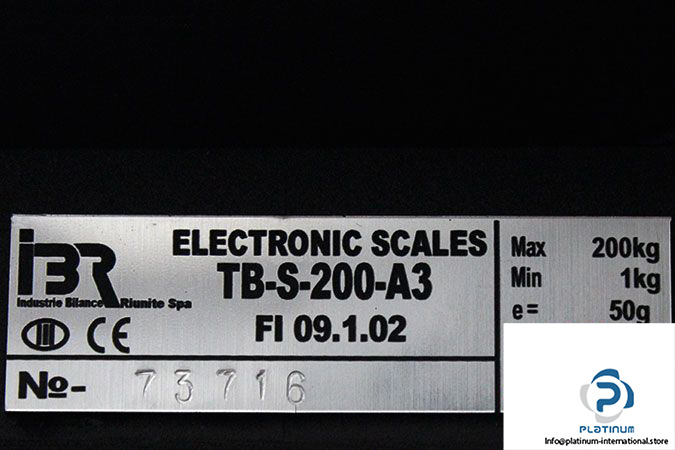 iBR
Industrie Bilance Riunite Spa
ELECTRONIC SCALES
TB-S-200-A3
FI 09.1.02
III CE
No- 73716
Max 200kg
Min 1kg
e= 50g
PLATINUM
Info@platinum-international.store